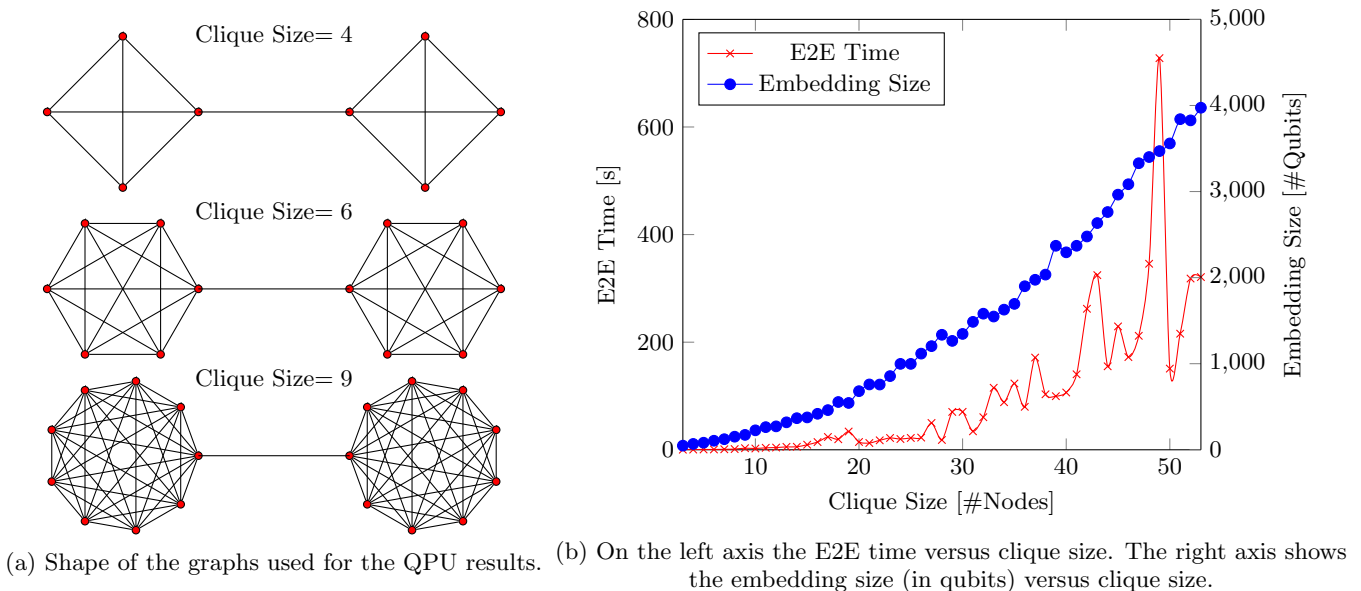 Clique Size= 4
Clique Size= 6
Clique Size= 9
(a) Shape of the graphs used for the QPU results.
800
600
400
200
0
E2E Time [s]
E2E Time
Embedding Size
5,000
4,000
3,000
2,000
1,000
0
Embedding Size [#Qubits]
10 20 30 40 50
Clique Size [#Nodes]
(b) On the left axis the E2E time versus clique size. The right axis shows
the embedding size (in qubits) versus clique size.